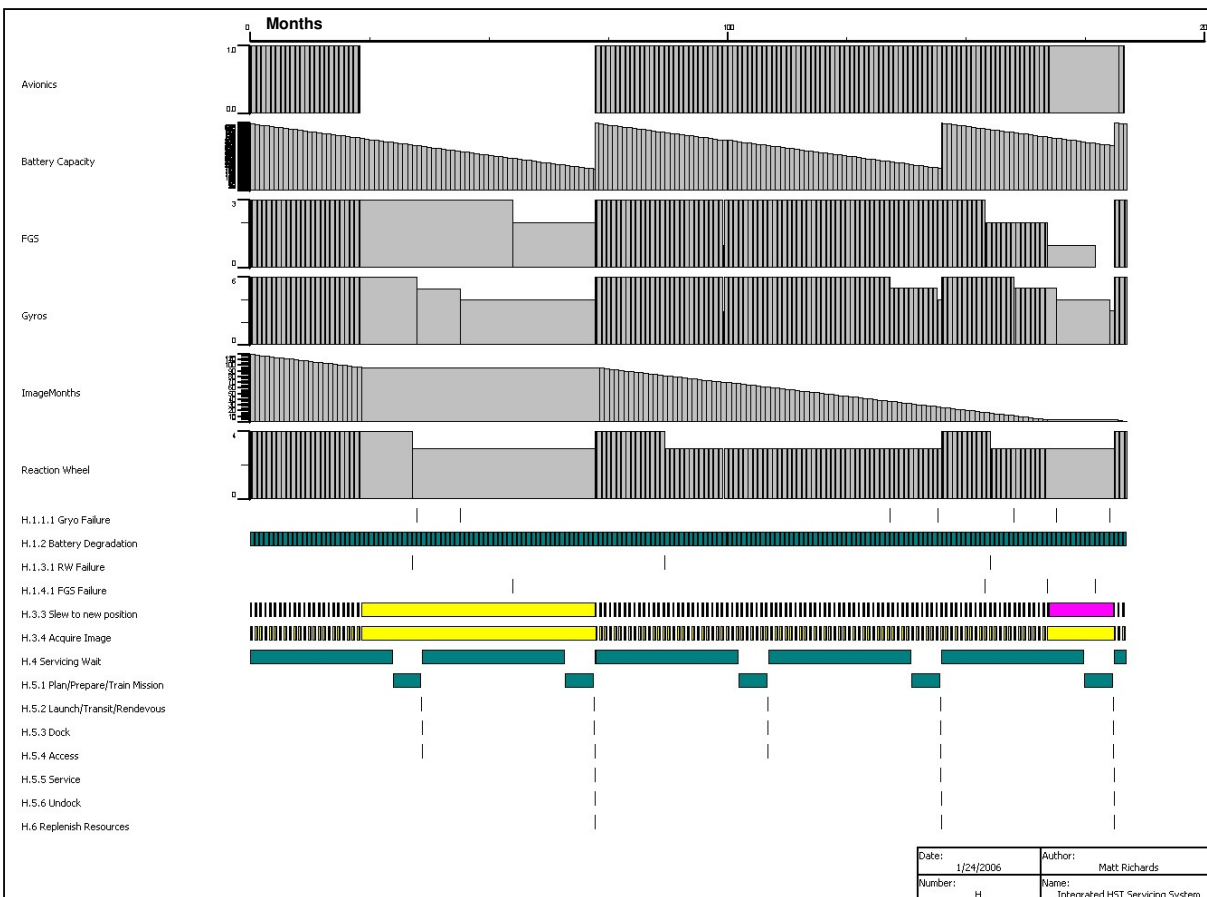 0 Months 100 20
1.0
Avionics
0.0
Battery Capacity
3
FGS
0
6
Gyros
0
ImageMonths
4
Reaction Wheel
0
H.1.1.1 Gryo Failure
H.1.2 Battery Degradation
H.1.3.1 RW Failure
H.1.4.1 FGS Failure
H.3.3 Slew to new position
H.3.4 Acquire Image
H.4 Servicing Wait
H.5.1 Plan/Prepare/Train Mission
H.5.2 Launch/Transit/Rendevous
H.5.3 Dock
H.5.4 Access
H.5.5 Service
H.5.6 Undock
H.6 Replenish Resources
Date: Author:
1/24/2006 Matt Richards
Number: Name:
H Integrated HST Servicing System